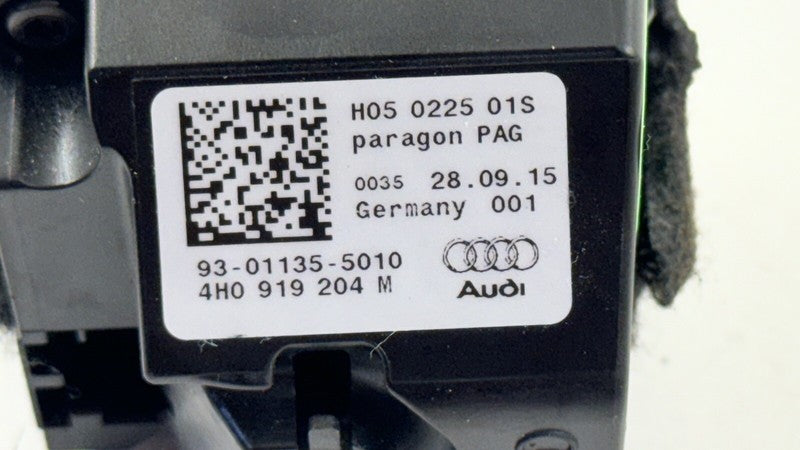 H05 0225 01S
paragon PAG
0035 28.09.15
Germany 001
93-01135-5010
4H0 919 204 M
Audi